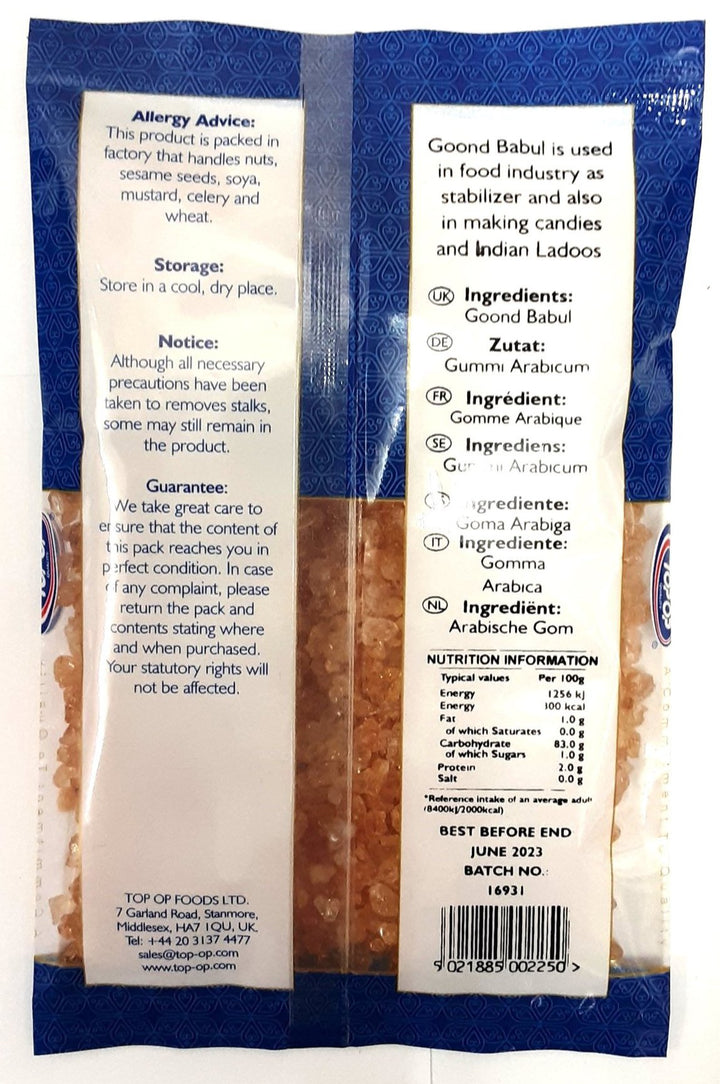 Allergy Advice:
This product is packed in
factory that handles nuts,
sesame seeds, soya,
mustard, celery and
wheat.
Storage:
Store in a cool, dry place.
Notice:
Although all necessary
precautions have been
taken to removes stalks,
some may still remain in
the product.
Guarantee:
We take great care to
ensure that the content of
this pack reaches you in
perfect condition. In case
of any complaint, please
return the pack and
contents stating where
and when purchased.
Your statutory rights will
not be affected.
TOP OP FOODS LTD.
7 Garland Road, Stanmore,
Middlesex, HA7 1QU, UK.
Tel: +44 20 3137 4477
sales@top-op.com
www.top-op.com
Goond Babul is used
in food industry as
stabilizer and also
in making candies
and Indian Ladoos
UK Ingredients:
Goond Babul
DE Zutat:
Gummi Arabicum
FR Ingrédient:
Gomme Arabique
SE Ingrediens:
Arabicum
Goma Arabiga
IT Ingrediente:
Gomma
Arabica
NL Ingrediënt:
Arabische Gom
NUTRITION INFORMATION
Typical values Per 100g
Energy 1256 kj
Energy 300 kcal
Fat 1.0 g
of which Saturates 0.0 g
Carbohydrate 83.0 g
of which Sugars 1.0 g
Protein 2.0 g
Salt 0.0 g
*Reference intake of an average adult
(8400kj/2000kcal)
BEST BEFORE END
JUNE 2023
BATCH NO.:
16931
5 021885 002250 >